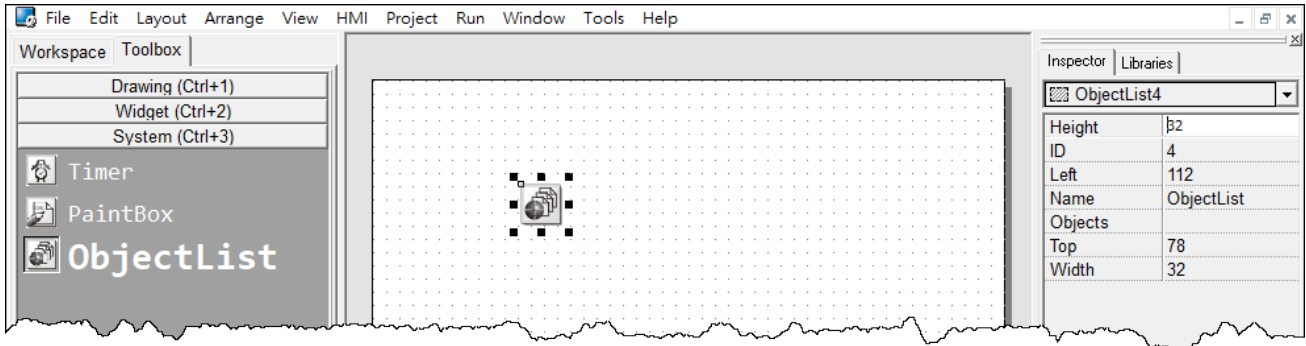 File Edit Layout Arrange View HMI Project Run Window Tools Help
Workspace Toolbox
Drawing (Ctrl+1)
Widget (Ctrl+2)
System (Ctrl+3)
Timer
PaintBox
ObjectList
Inspector Libraries
ObjectList4
Height 32
ID 4
Left 112
Name ObjectList
Objects
Top 78
Width 32